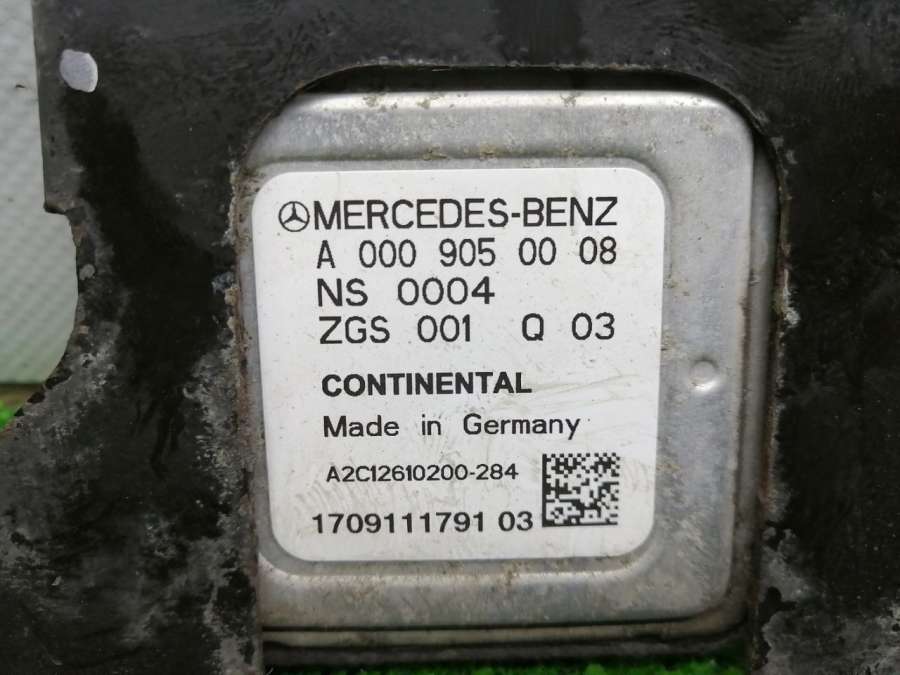 MERCEDES-BENZ
A 000 905 00 08
NS 0004
ZGS 001 Q 03
CONTINENTAL
Made in Germany
A2C12610200-284
1709111791 03